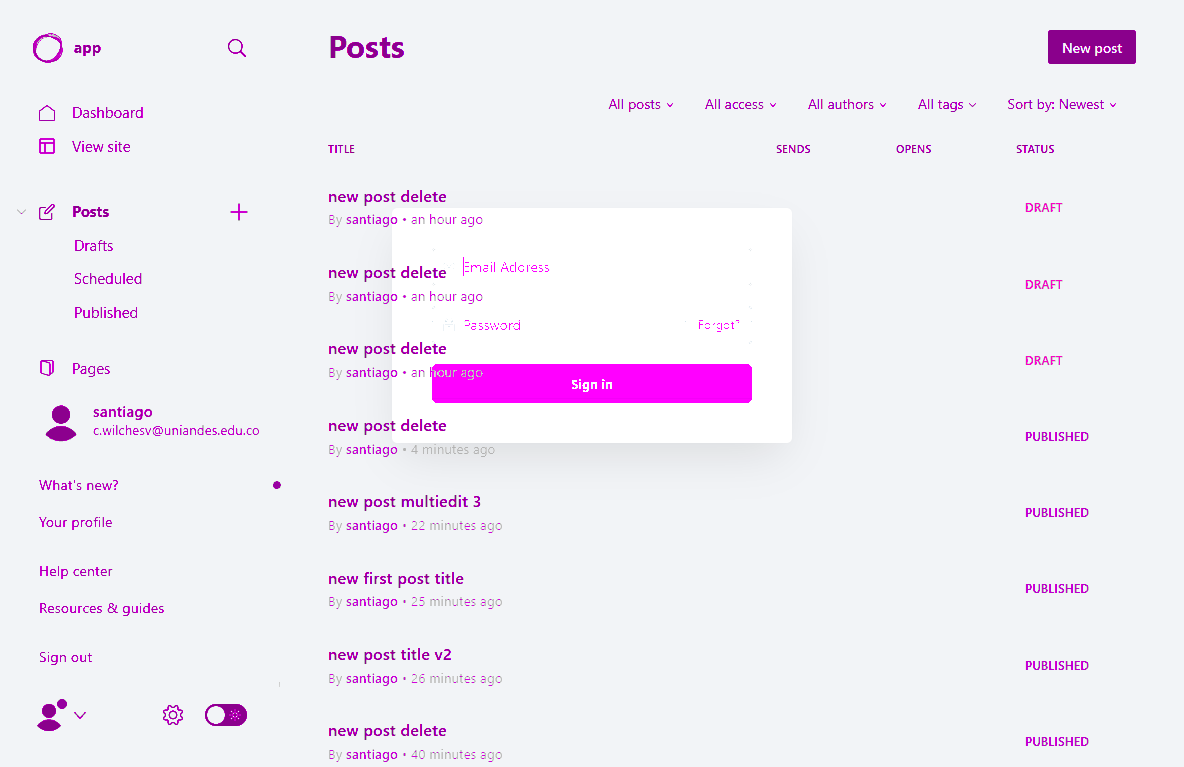 app
Posts
New post
Dashboard
View site
All posts
All access
All authors
All tags
Sort by: Newest
TITLE
SENDS
OPENS
STATUS
Posts
Drafts
Scheduled
Published
Pages
santiago
c.wilchesv@uniandes.edu.co
What's new?
Your profile
Help center
Resources & guides
Sign out
new post delete
By santiago • an hour ago
DRAFT
new post delete
By santiago • an hour ago
DRAFT
new post delete
By santiago • an hour ago
DRAFT
new post delete
By santiago • 4 minutes ago
PUBLISHED
new post multiedit 3
By santiago • 22 minutes ago
PUBLISHED
new first post title
By santiago • 25 minutes ago
PUBLISHED
new post title v2
By santiago • 26 minutes ago
PUBLISHED
new post delete
By santiago • 40 minutes ago
PUBLISHED
Email Address
Password
Forgot?
Sign in